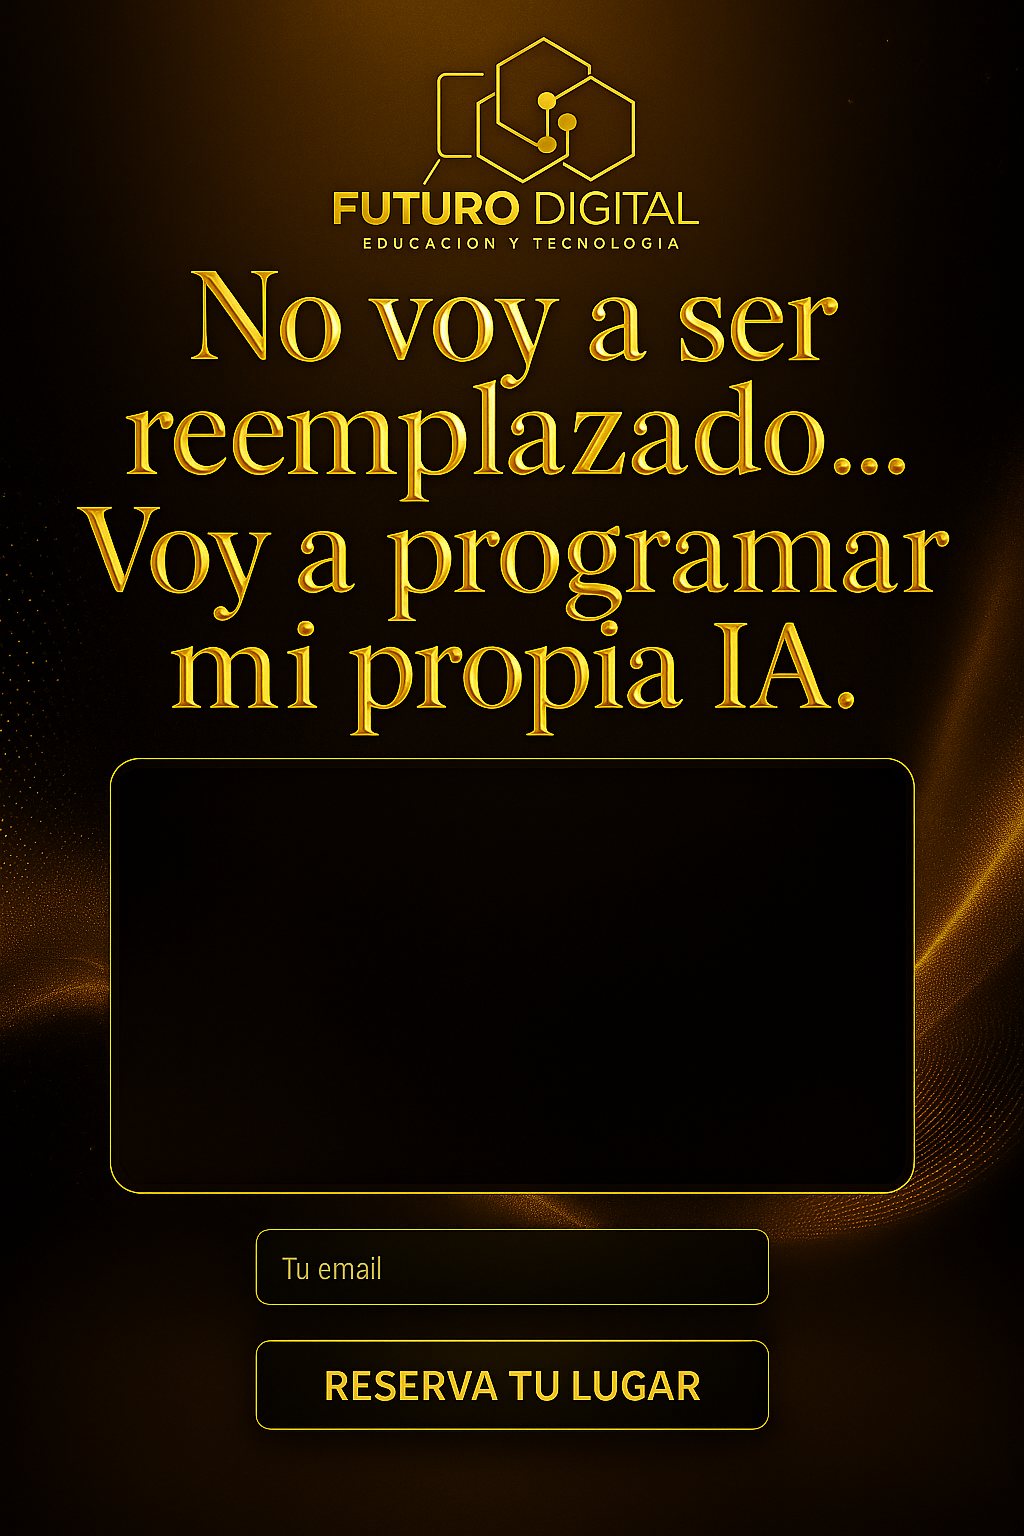 FUTURO DIGITAL
EDUCACION Y TECNOLOGIA
No voy a ser
reemplazado...
Voy a programar
mi propia IA.
Tu email
RESERVA TU LUGAR